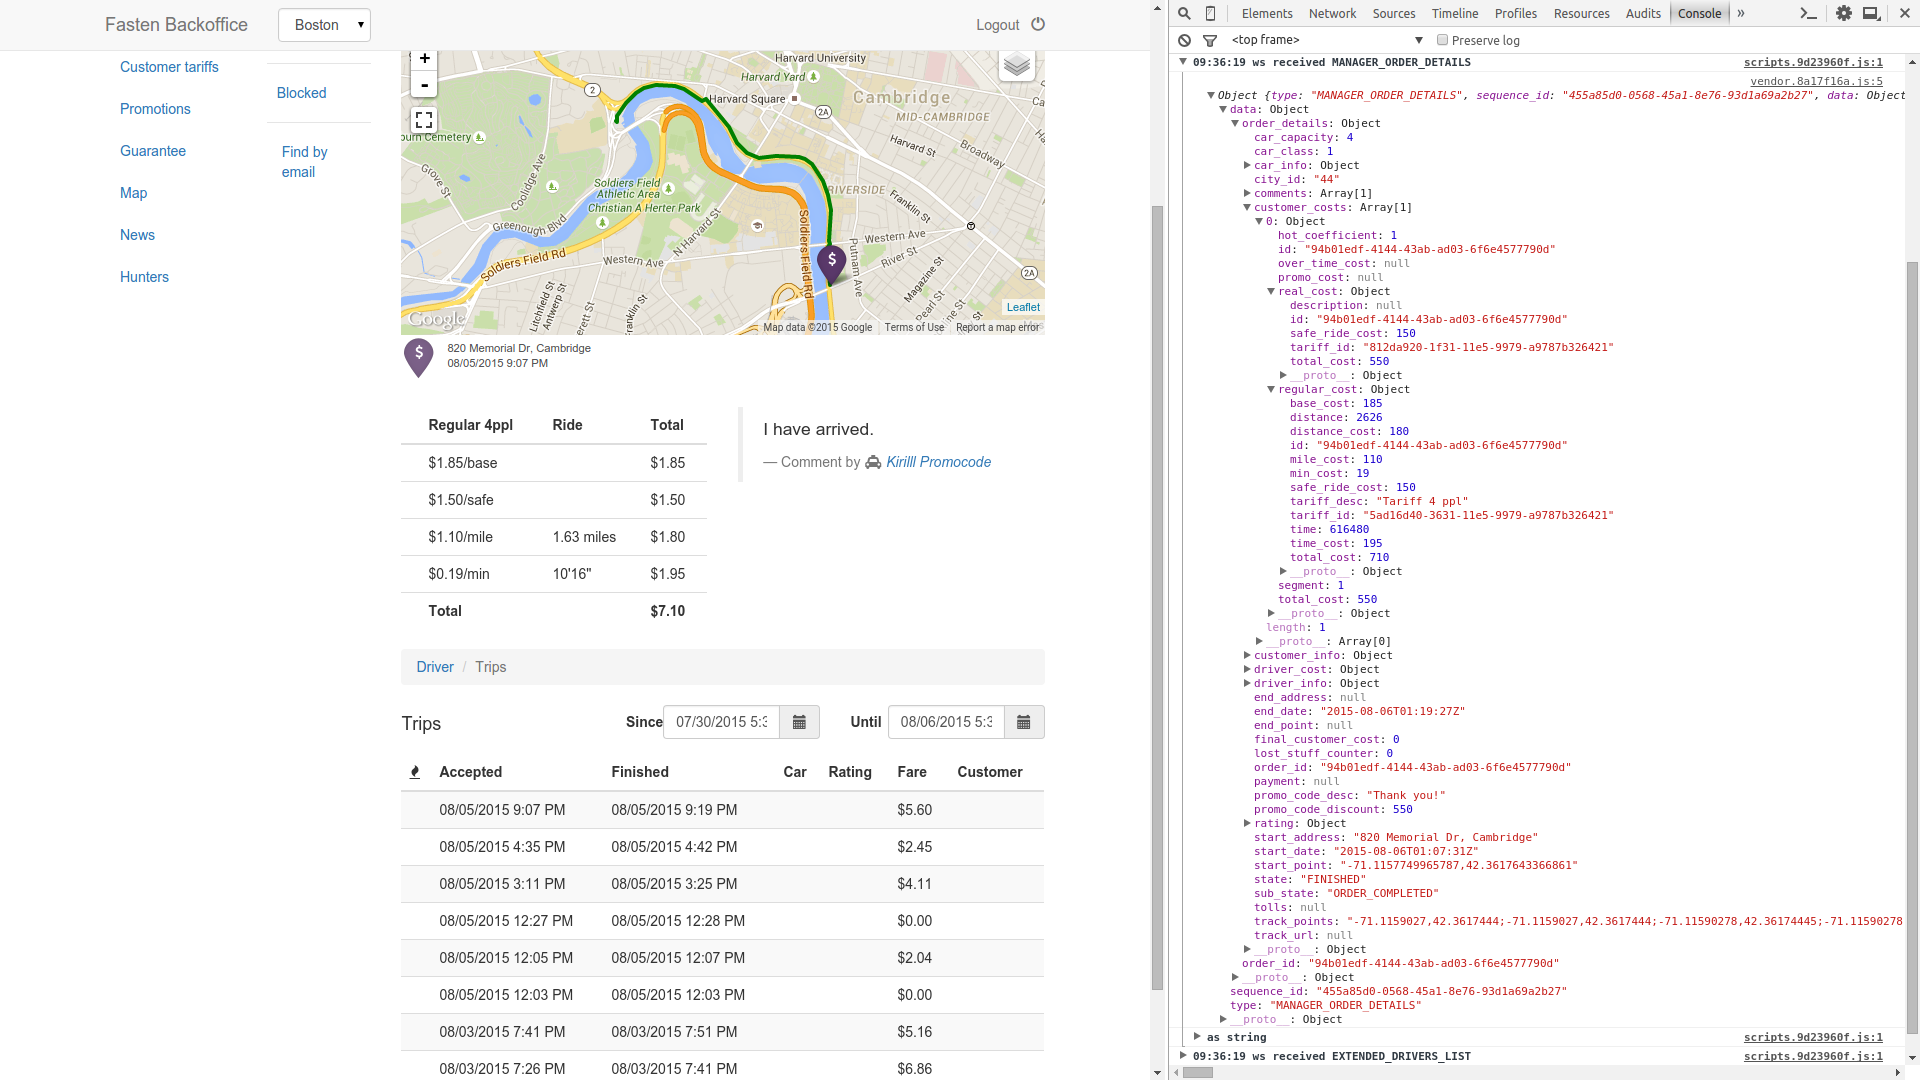 Fasten Backoffice
Boston
Logout
Customer tariffs
Promotions
Guarantee
Map
News
Hunters
Blocked
Find by
email
+
-
Harvard University
Harvard Yard
Harvard Square
Cambridge
MID-CAMBRIDGE
2
2A
ourn Cemetery
Grove St
Coolidge Ave
Harvard St
Broadway
Soldiers Field
Athletic Area
Christian A Herter Park
RIVERSIDE
Franklin St
Greenough Blvd
N Harvard St
Soldiers Field Rd
Western Ave
Western Ave
River St
Putnam Ave
Soldiers Field Rd
Magazine St
Pearl St
Litchfield St
Antwerp St
erett St
ranklin St
2A
$
Google
Leaflet
Map data ©2015 Google
Terms of Use
Report a map error
$
820 Memorial Dr, Cambridge
08/05/2015 9:07 PM
Regular 4ppl Ride Total
$1.85/base $1.85
$1.50/safe $1.50
$1.10/mile 1.63 miles $1.80
$0.19/min 10'16" $1.95
Total $7.10
I have arrived.
— Comment by Kirilll Promocode
Driver / Trips
Trips
Since 07/30/2015 5:3
Until 08/06/2015 5:3
Accepted Finished Car Rating Fare Customer
08/05/2015 9:07 PM 08/05/2015 9:19 PM $5.60
08/05/2015 4:35 PM 08/05/2015 4:42 PM $2.45
08/05/2015 3:11 PM 08/05/2015 3:25 PM $4.11
08/05/2015 12:27 PM 08/05/2015 12:28 PM $0.00
08/05/2015 12:05 PM 08/05/2015 12:07 PM $2.04
08/05/2015 12:03 PM 08/05/2015 12:03 PM $0.00
08/03/2015 7:41 PM 08/03/2015 7:51 PM $5.16
08/03/2015 7:26 PM 08/03/2015 7:41 PM $6.86
Elements Network Sources Timeline Profiles Resources Audits Console »
<top frame> Preserve log
09:36:19 ws received MANAGER_ORDER_DETAILS scripts.9d23960f.js:1
vendor.8a17f16a.js:5
Object {type: "MANAGER_ORDER_DETAILS", sequence_id: "455a85d0-0568-45a1-8e76-93d1a69a2b27", data: Object
data: Object
order_details: Object
car_capacity: 4
car_class: 1
car_info: Object
city_id: "44"
comments: Array[1]
customer_costs: Array[1]
0: Object
hot_coefficient: 1
id: "94b01edf-4144-43ab-ad03-6f6e4577790d"
over_time_cost: null
promo_cost: null
real_cost: Object
description: null
id: "94b01edf-4144-43ab-ad03-6f6e4577790d"
safe_ride_cost: 150
tariff_id: "812da920-1f31-11e5-9979-a9787b326421"
total_cost: 550
__proto__: Object
regular_cost: Object
base_cost: 185
distance: 2626
distance_cost: 180
id: "94b01edf-4144-43ab-ad03-6f6e4577790d"
mile_cost: 110
min_cost: 19
safe_ride_cost: 150
tariff_desc: "Tariff 4 ppl"
tariff_id: "5ad16d40-3631-11e5-9979-a9787b326421"
time: 616480
time_cost: 195
total_cost: 710
__proto__: Object
segment: 1
total_cost: 550
__proto__: Object
length: 1
__proto__: Array[0]
customer_info: Object
driver_cost: Object
driver_info: Object
end_address: null
end_date: "2015-08-06T01:19:27Z"
end_point: null
final_customer_cost: 0
lost_stuff_counter: 0
order_id: "94b01edf-4144-43ab-ad03-6f6e4577790d"
payment: null
promo_code_desc: "Thank you!"
promo_code_discount: 550
rating: Object
start_address: "820 Memorial Dr, Cambridge"
start_date: "2015-08-06T01:07:31Z"
start_point: "-71.1157749965787,42.3617643366861"
state: "FINISHED"
sub_state: "ORDER_COMPLETED"
tolls: null
track_points: "-71.1159027,42.3617444;-71.1159027,42.3617444;-71.11590278,42.36174445;-71.11590278
track_url: null
__proto__: Object
order_id: "94b01edf-4144-43ab-ad03-6f6e4577790d"
__proto__: Object
sequence_id: "455a85d0-0568-45a1-8e76-93d1a69a2b27"
type: "MANAGER_ORDER_DETAILS"
__proto__: Object
as string scripts.9d23960f.js:1
09:36:19 ws received EXTENDED_DRIVERS_LIST scripts.9d23960f.js:1